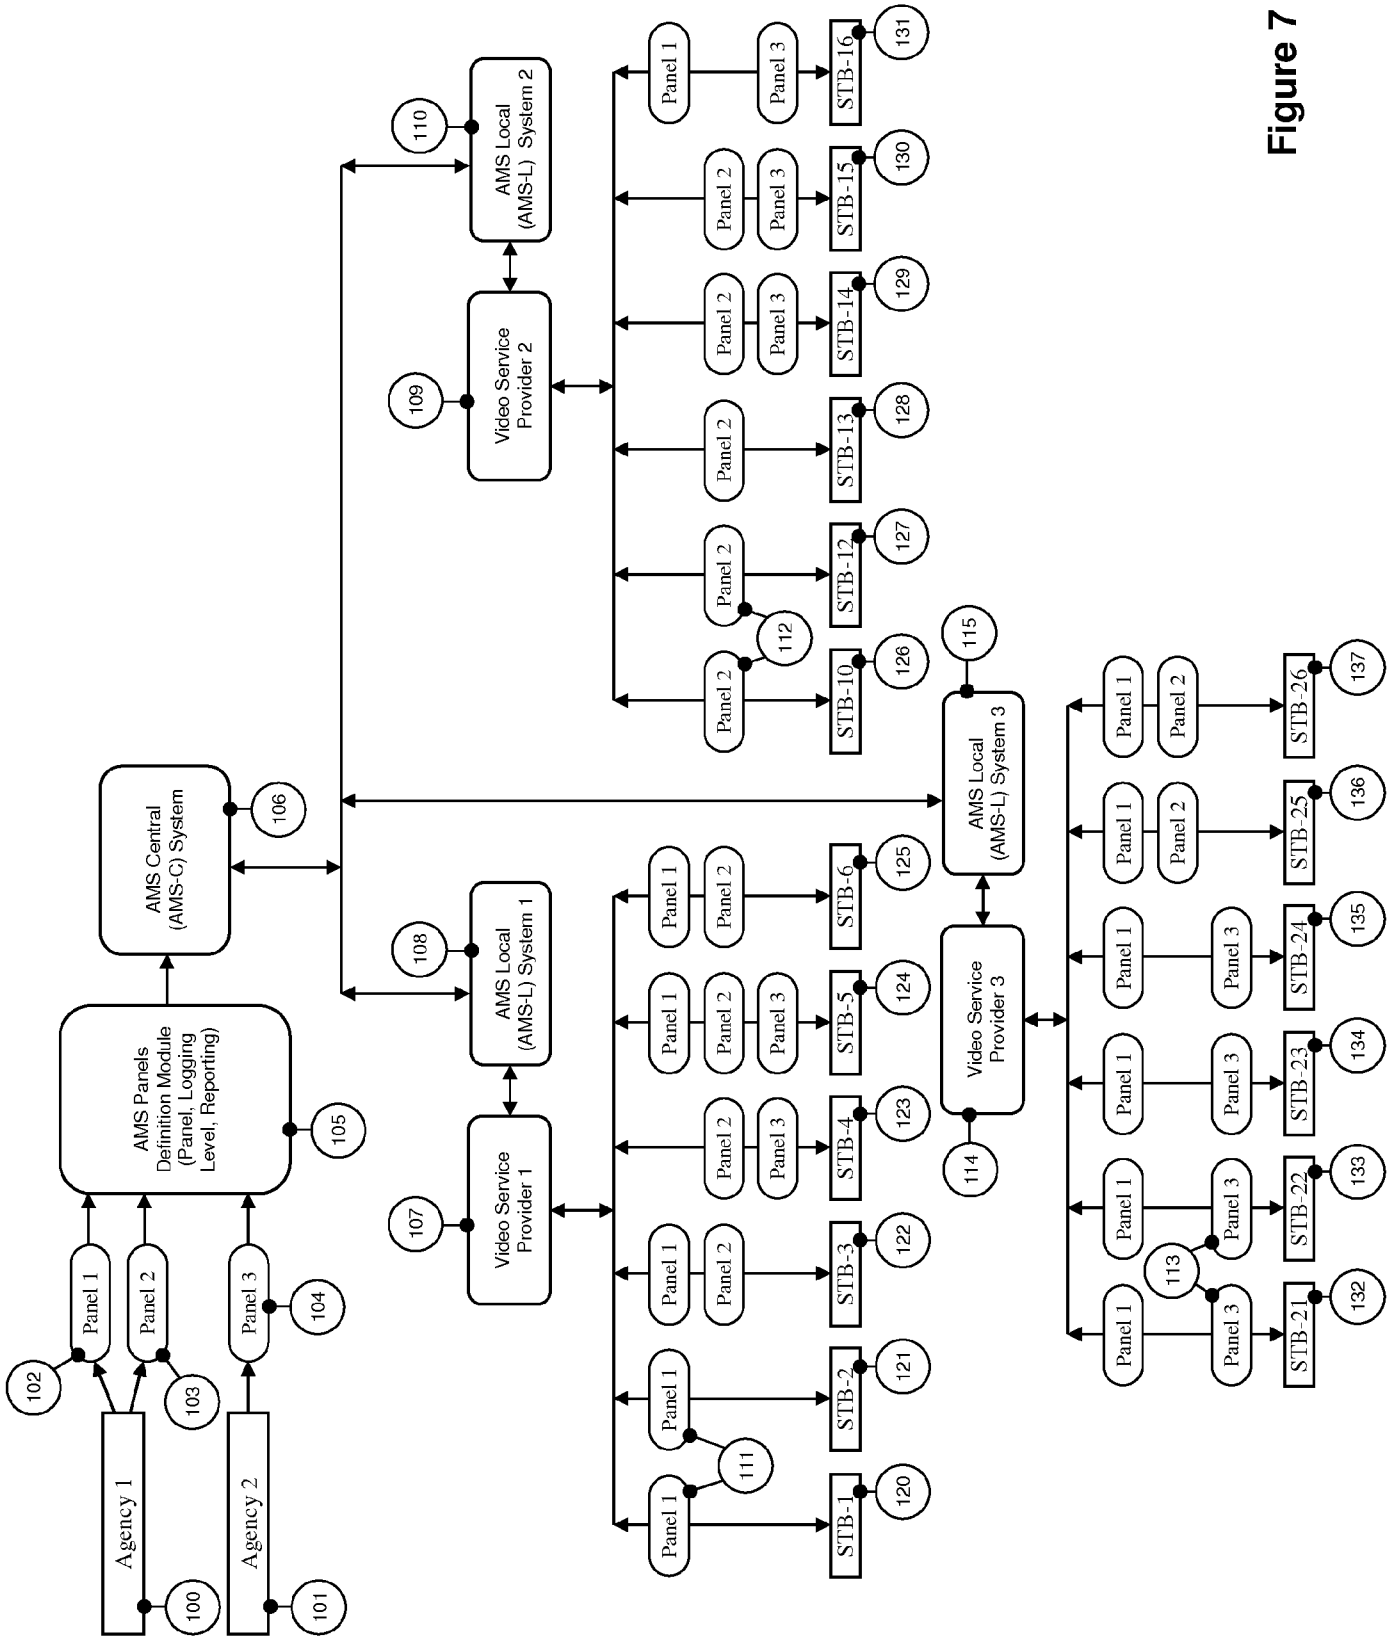 Agency 1
100
Agency 2
101
102
Panel 1
Panel 2
103
Panel 3
104
AMS Panels
Definition Module
(Panel, Logging
Level, Reporting)
105
AMS Central
(AMS-C) System
106
107
Video Service
Provider 1
108
AMS Local
(AMS-L) System 1
109
Video Service
Provider 2
110
AMS Local
(AMS-L) System 2
Panel 1
Panel 1
111
Panel 1
Panel 2
Panel 2
Panel 3
Panel 1
Panel 2
Panel 3
Panel 1
Panel 2
STB-1
STB-2
STB-3
STB-4
STB-5
STB-6
120
121
122
123
124
125
Panel 2
Panel 2
112
Panel 2
Panel 2
Panel 3
Panel 2
Panel 3
Panel 1
Panel 3
STB-10
STB-12
STB-13
STB-14
STB-15
STB-16
126
127
128
129
130
131
114
Video Service
Provider 3
AMS Local
(AMS-L) System 3
115
Panel 1
Panel 3
Panel 1
Panel 3
113
Panel 1
Panel 3
Panel 1
Panel 3
Panel 1
Panel 2
Panel 1
Panel 2
STB-21
STB-22
STB-23
STB-24
STB-25
STB-26
132
133
134
135
136
137
Figure 7